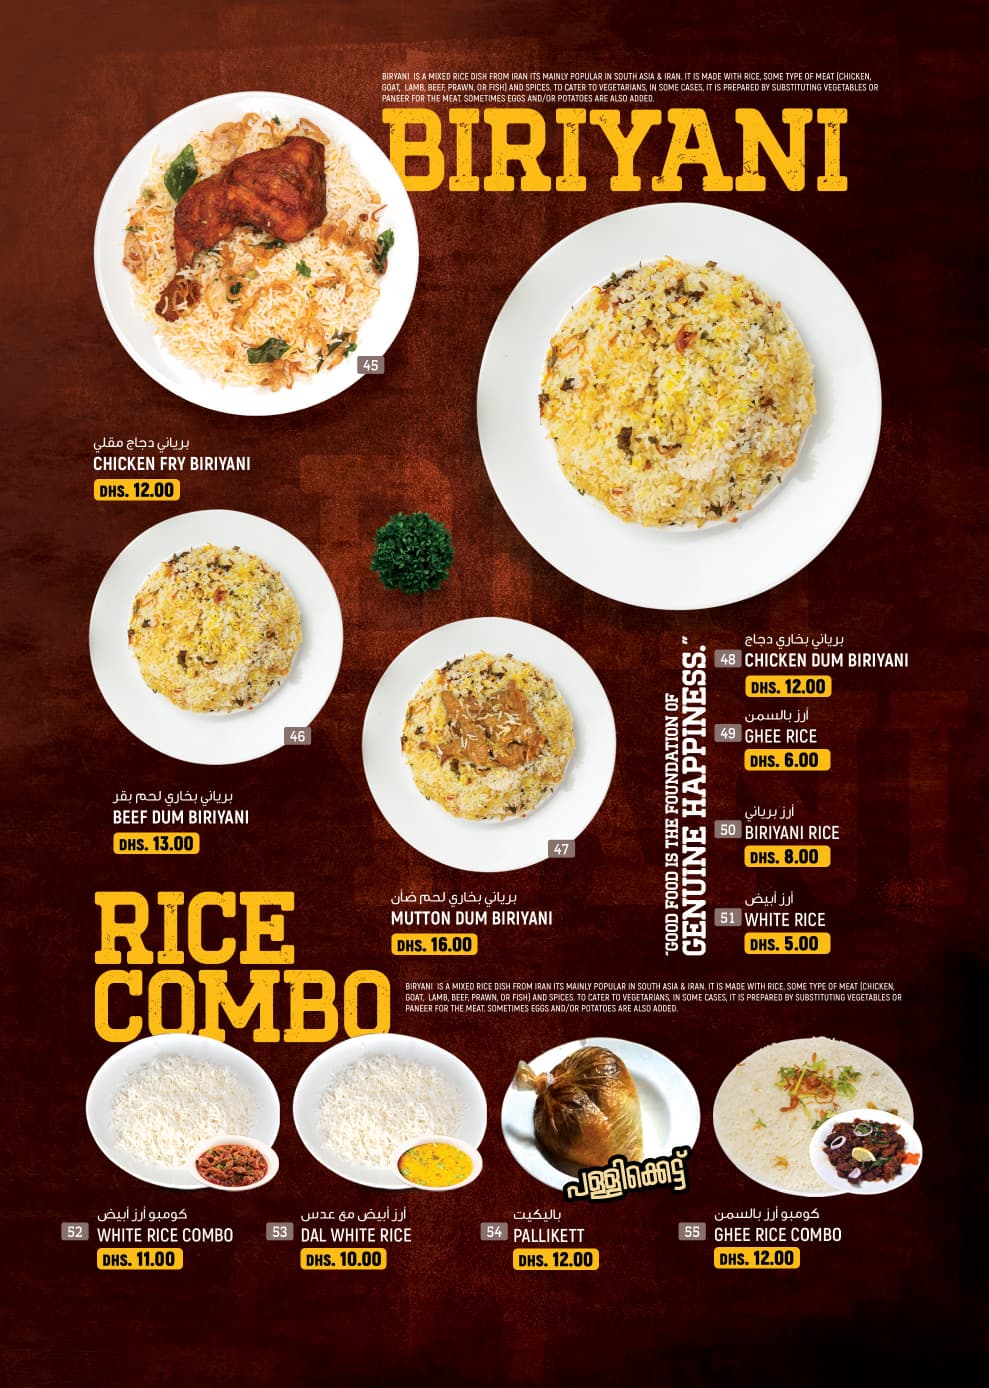 BIRYANI IS A MIXED RICE DISH FROM IRAN ITS MAINLY POPULAR IN SOUTH ASIA & IRAN. IT IS MADE WITH RICE, SOME TYPE OF MEAT (CHICKEN,
GOAT, LAMB, BEEF, PRAWN, OR FISH) AND SPICES. TO CATER TO VEGETARIANS, IN SOME CASES, IT IS PREPARED BY SUBSTITUTING VEGETABLES OR
PANEER FOR THE MEAT. SOMETIMES EGGS AND/OR POTATOES ARE ALSO ADDED.
BIRIYANI
45
برياني دجاج مقلي
CHICKEN FRY BIRIYANI
DHS. 12.00
46
برياني بخاري لحم بقر
BEEF DUM BIRIYANI
DHS. 13.00
47
برياني بخاري لحم ضأن
MUTTON DUM BIRIYANI
DHS. 16.00
"GOOD FOOD IS THE FOUNDATION OF
GENUINE HAPPINESS."
برياني بخاري دجاج
48 CHICKEN DUM BIRIYANI
DHS. 12.00
أرز بالسمن
49 GHEE RICE
DHS. 6.00
أرز برياني
50 BIRIYANI RICE
DHS. 8.00
أرز أبيض
51 WHITE RICE
DHS. 5.00
RICE
COMBO
BIRYANI IS A MIXED RICE DISH FROM IRAN ITS MAINLY POPULAR IN SOUTH ASIA & IRAN. IT IS MADE WITH RICE, SOME TYPE OF MEAT (CHICKEN,
GOAT, LAMB, BEEF, PRAWN, OR FISH) AND SPICES. TO CATER TO VEGETARIANS, IN SOME CASES, IT IS PREPARED BY SUBSTITUTING VEGETABLES OR
PANEER FOR THE MEAT. SOMETIMES EGGS AND/OR POTATOES ARE ALSO ADDED.
പള്ളിക്കെട്ട്
كومبو أرز أبيض
52 WHITE RICE COMBO
DHS. 11.00
أرز أبيض مع عدس
53 DAL WHITE RICE
DHS. 10.00
باليكيت
54 PALLIKETT
DHS. 12.00
كومبو أرز بالسمن
55 GHEE RICE COMBO
DHS. 12.00